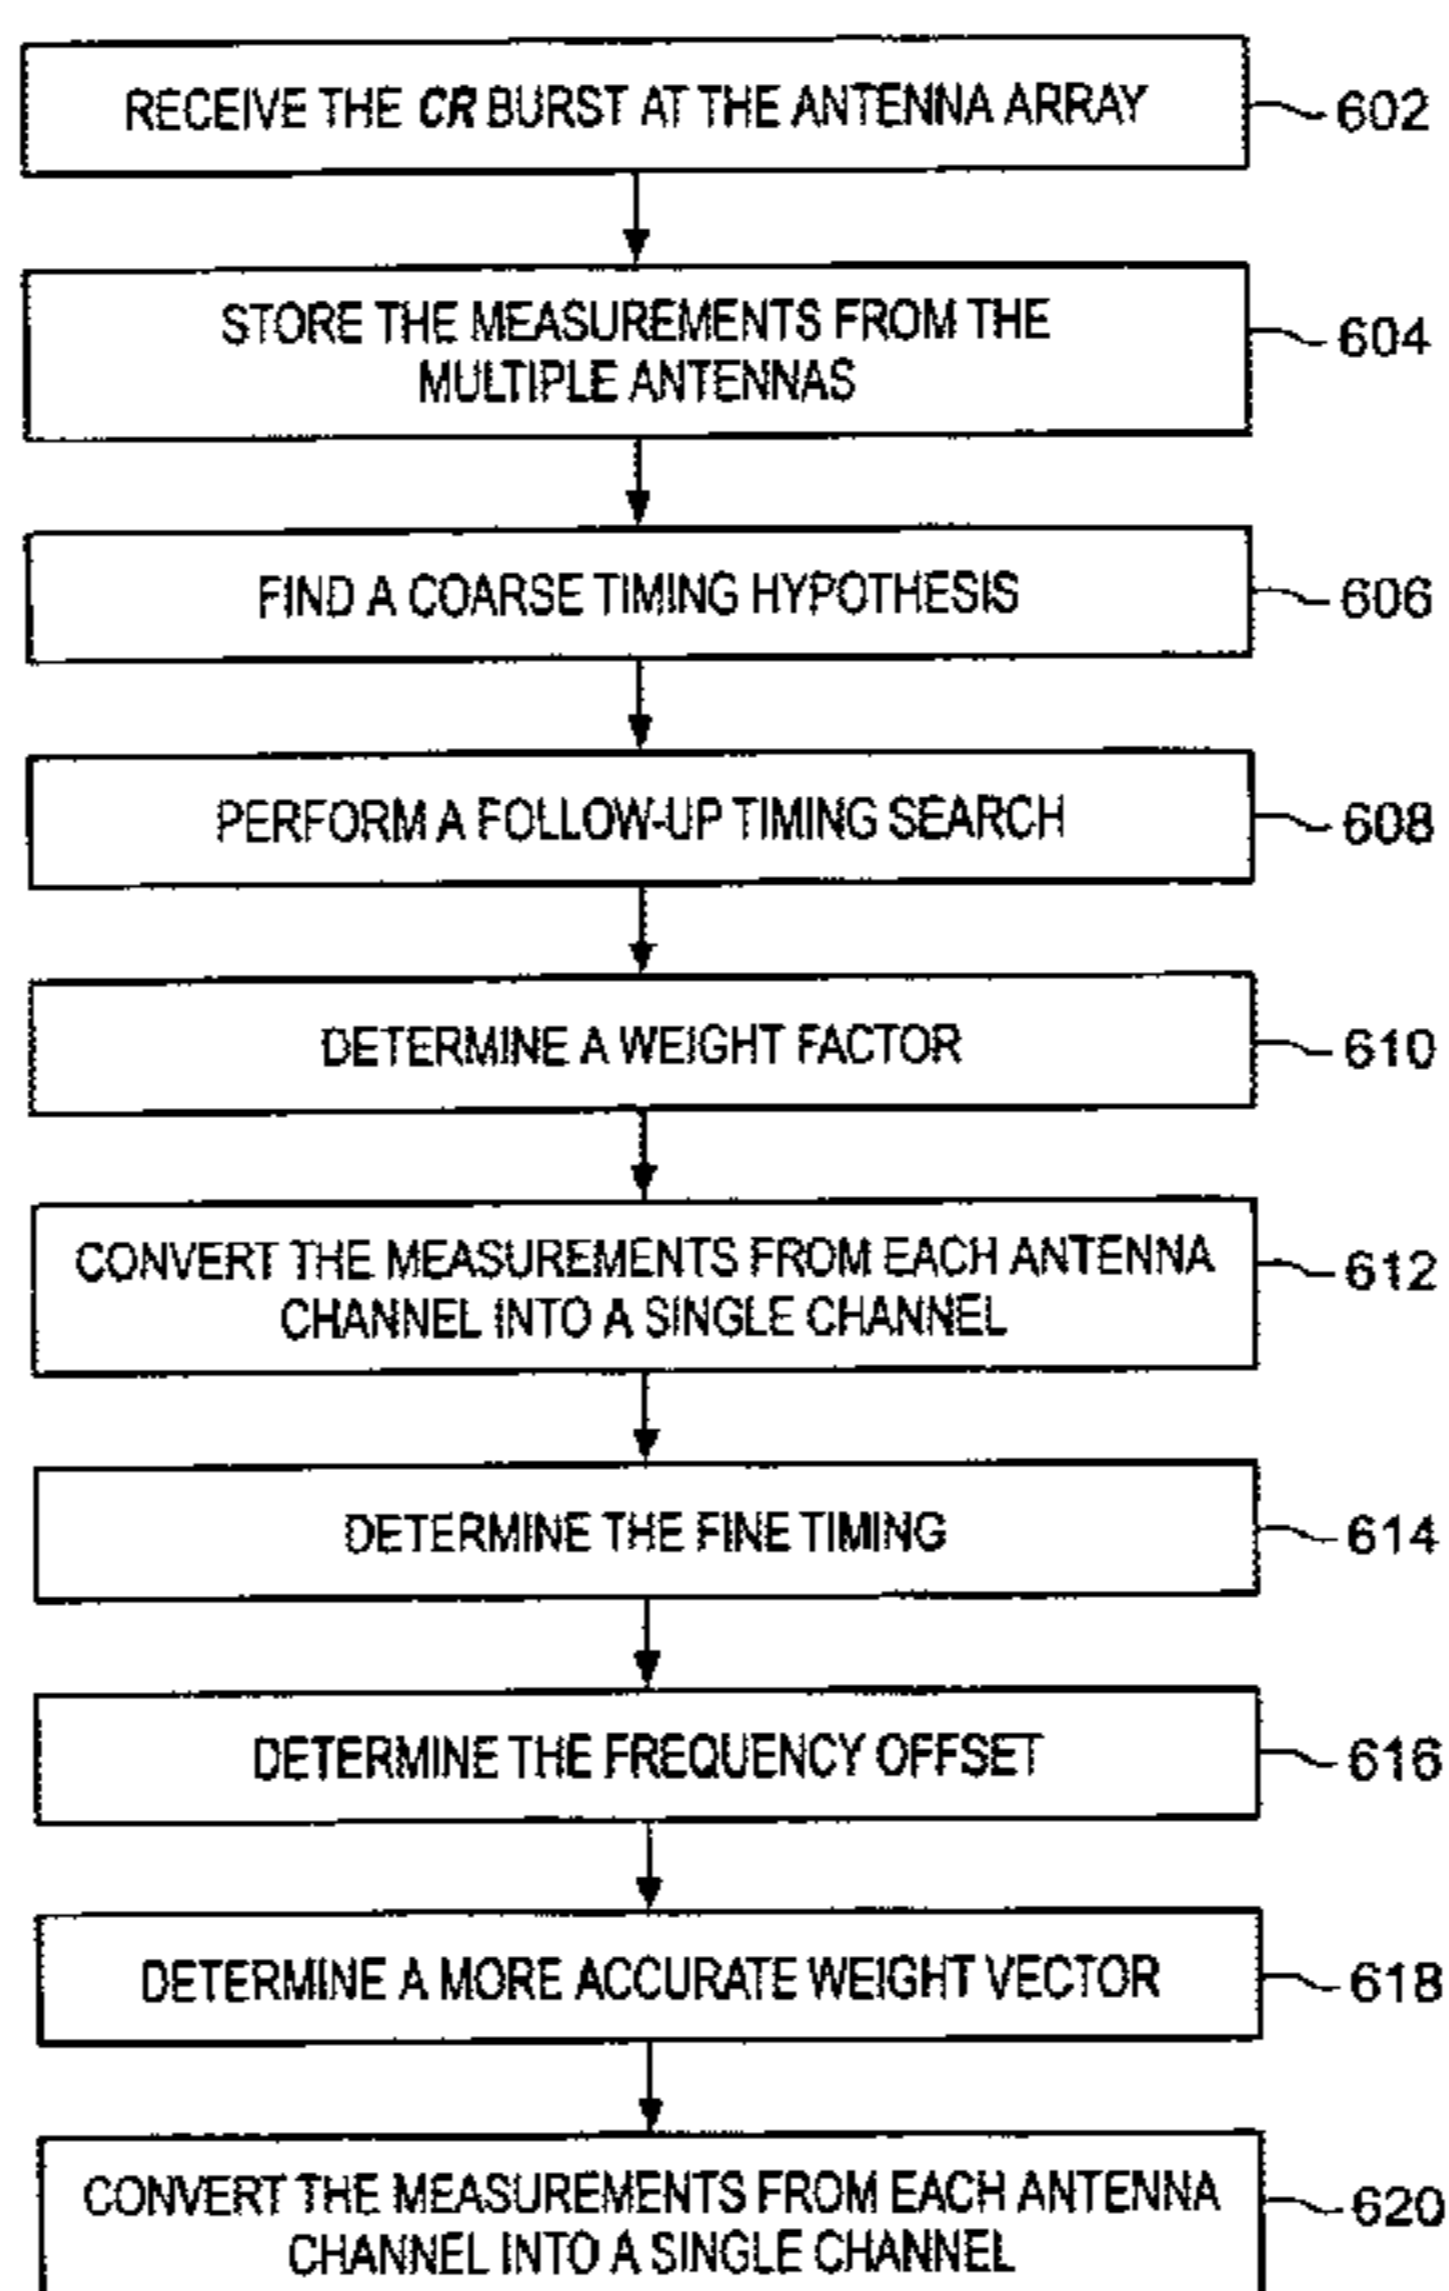 RECEIVE THE CR BURST AT THE ANTENNA ARRAY
602
STORE THE MEASUREMENTS FROM THE
MULTIPLE ANTENNAS
604
FIND A COARSE TIMING HYPOTHESIS
606
PERFORM A FOLLOW-UP TIMING SEARCH
608
DETERMINE A WEIGHT FACTOR
610
CONVERT THE MEASUREMENTS FROM EACH ANTENNA
CHANNEL INTO A SINGLE CHANNEL
612
DETERMINE THE FINE TIMING
614
DETERMINE THE FREQUENCY OFFSET
616
DETERMINE A MORE ACCURATE WEIGHT VECTOR
618
CONVERT THE MEASUREMENTS FROM EACH ANTENNA
CHANNEL INTO A SINGLE CHANNEL
620